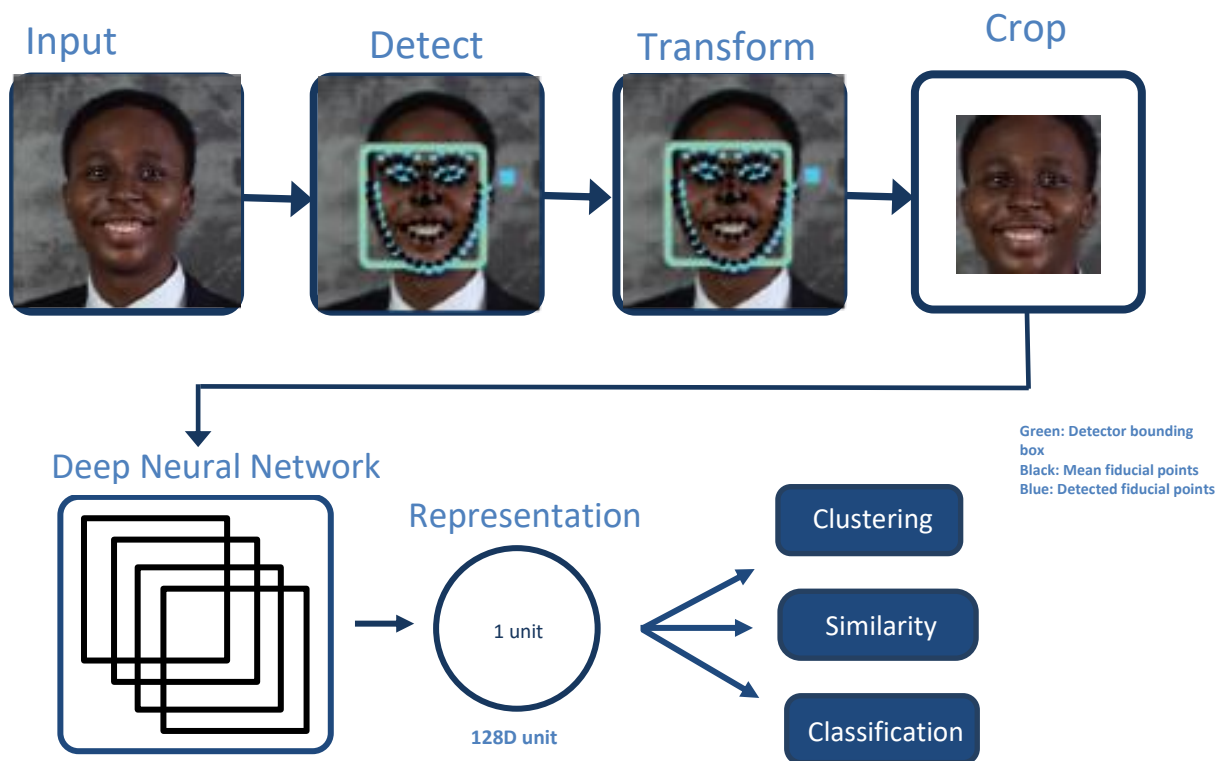 Input
Detect
Transform
Crop
Green: Detector bounding
box
Black: Mean fiducial points
Blue: Detected fiducial points
Deep Neural Network
Representation
1 unit
128D unit
Clustering
Similarity
Classification